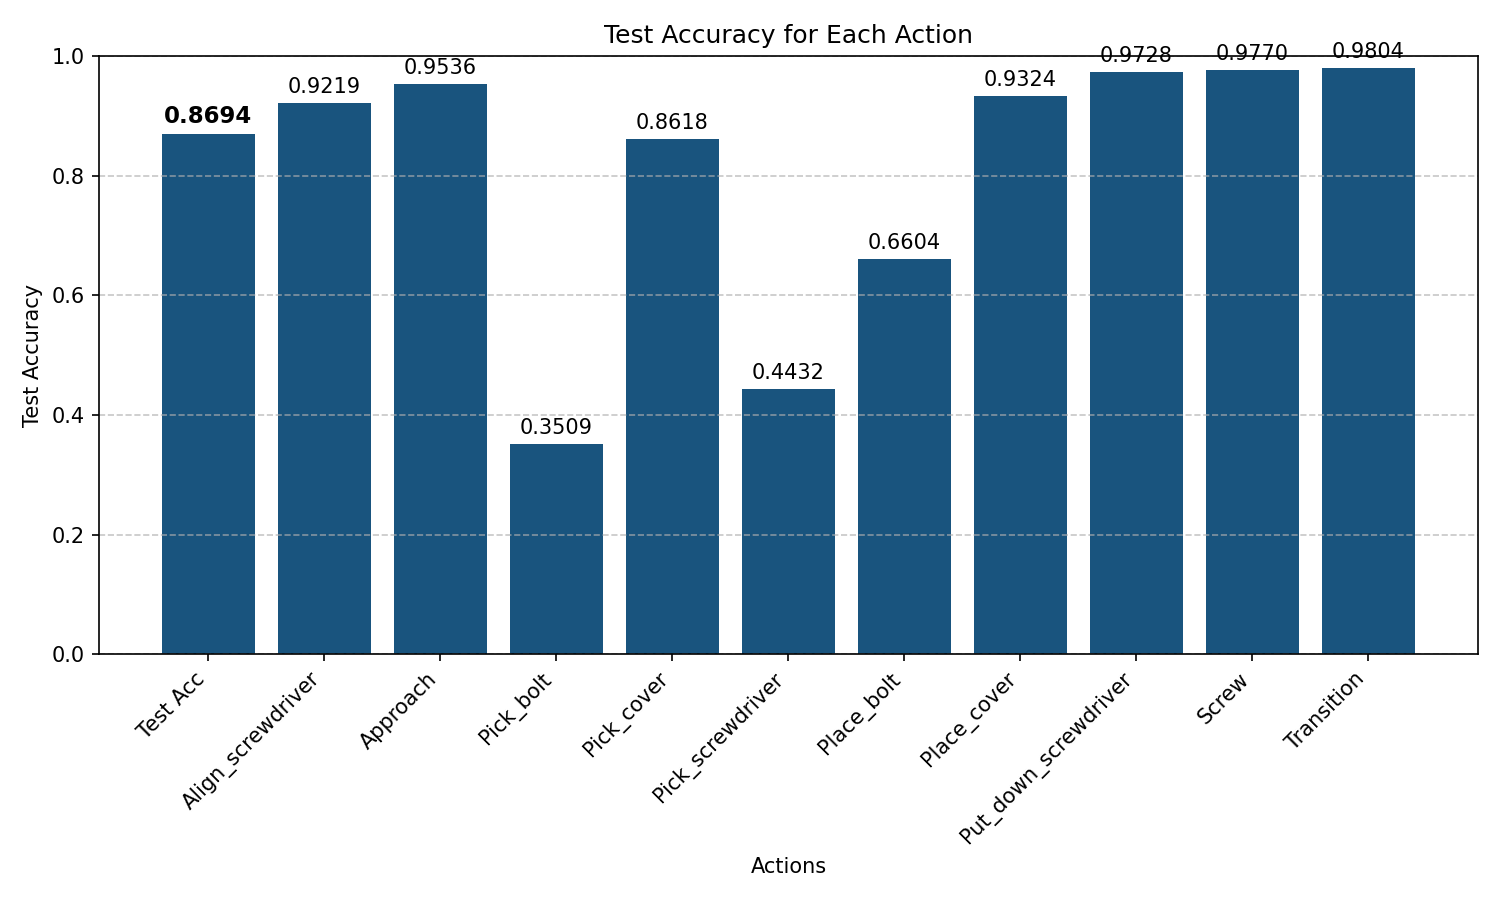 Test Accuracy for Each Action
Test Accuracy
1.0
0.8
0.6
0.4
0.2
0.0
0.8694
0.9219
0.9536
0.3509
0.8618
0.4432
0.6604
0.9324
0.9728
0.9770
0.9804
Test Acc
Align_screwdriver
Approach
Pick_bolt
Pick_cover
Pick_screwdriver
Place_bolt
Place_cover
Put_down_screwdriver
Screw
Transition
Actions